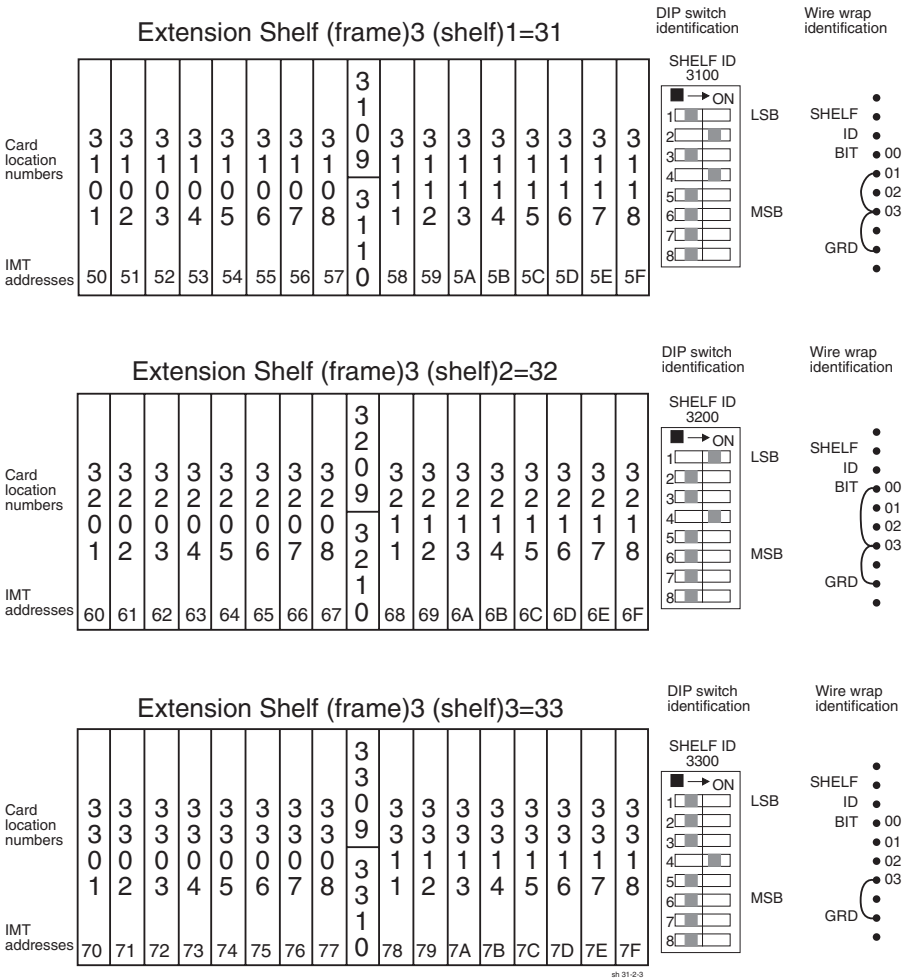 Extension Shelf (frame)3 (shelf)1=31
DIP switch identification
Wire wrap identification
SHELF ID
3100
ON
Card location numbers
3101 3102 3103 3104 3105 3106 3107 3108 3109 3110 3111 3112 3113 3114 3115 3116 3117 3118
IMT addresses
50 51 52 53 54 55 56 57 58 59 5A 5B 5C 5D 5E 5F
1 LSB
2
3
4
5
6 MSB
7
8
SHELF
ID
BIT 00
01
02
03
GRD
Extension Shelf (frame)3 (shelf)2=32
DIP switch identification
Wire wrap identification
SHELF ID
3200
ON
Card location numbers
3201 3202 3203 3204 3205 3206 3207 3208 3209 3210 3211 3212 3213 3214 3215 3216 3217 3218
IMT addresses
60 61 62 63 64 65 66 67 68 69 6A 6B 6C 6D 6E 6F
1 LSB
2
3
4
5
6 MSB
7
8
SHELF
ID
BIT 00
01
02
03
GRD
Extension Shelf (frame)3 (shelf)3=33
DIP switch identification
Wire wrap identification
SHELF ID
3300
ON
Card location numbers
3301 3302 3303 3304 3305 3306 3307 3308 3309 3310 3311 3312 3313 3314 3315 3316 3317 3318
IMT addresses
70 71 72 73 74 75 76 77 78 79 7A 7B 7C 7D 7E 7F
1 LSB
2
3
4
5
6 MSB
7
8
SHELF
ID
BIT 00
01
02
03
GRD
sh 31-2-3